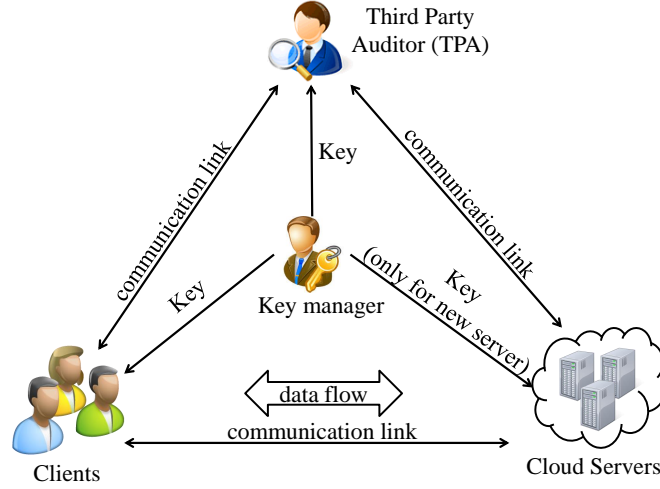 Third Party
Auditor (TPA)
communication link
communication link
Key
Key
Key manager
Key
(only for new server)
data flow
communication link
Clients
Cloud Servers